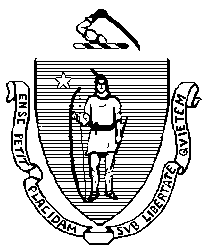 ENSE PETIT
PLACIDAM
SVB LIBERTATE
QVIETEM